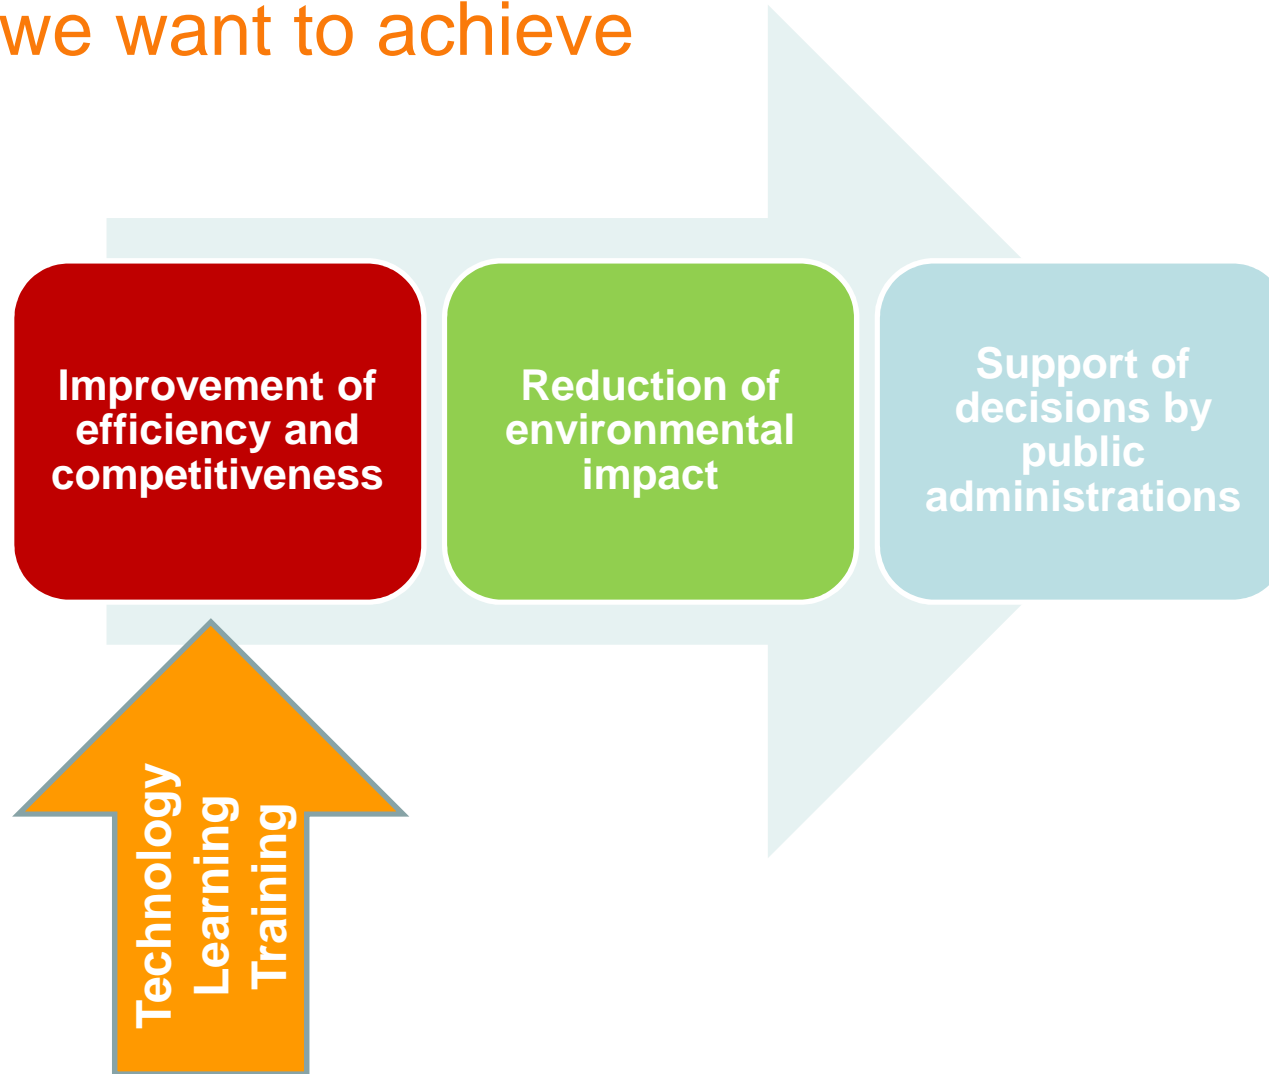 we want to achieve
Improvement of
efficiency and
competitiveness
Reduction of
environmental
impact
Support of
decisions by
public
administrations
Technology
Learning
Training